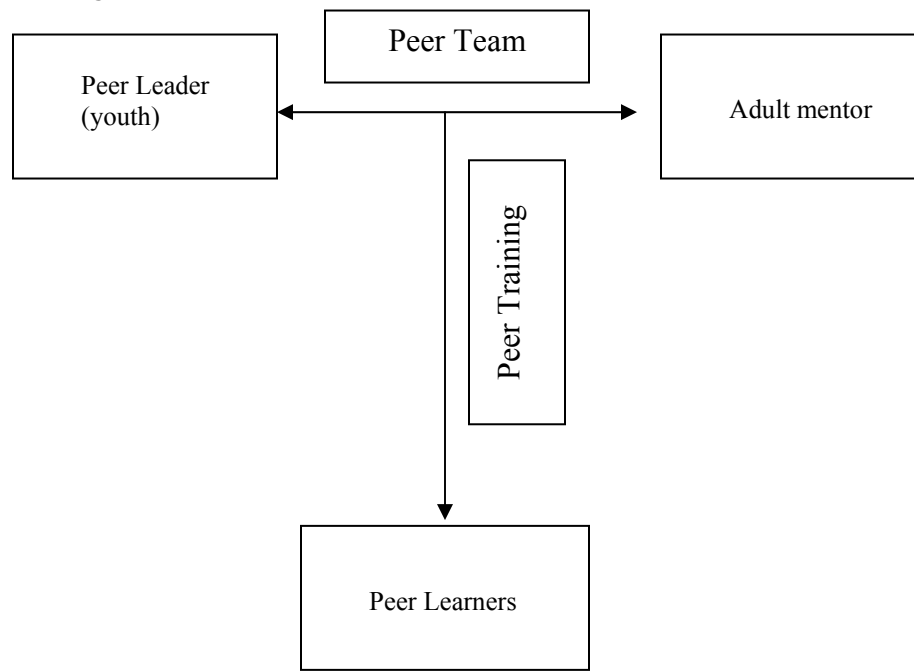 Peer Team
Peer Leader
(youth)
Adult mentor
Peer Training
Peer Learners